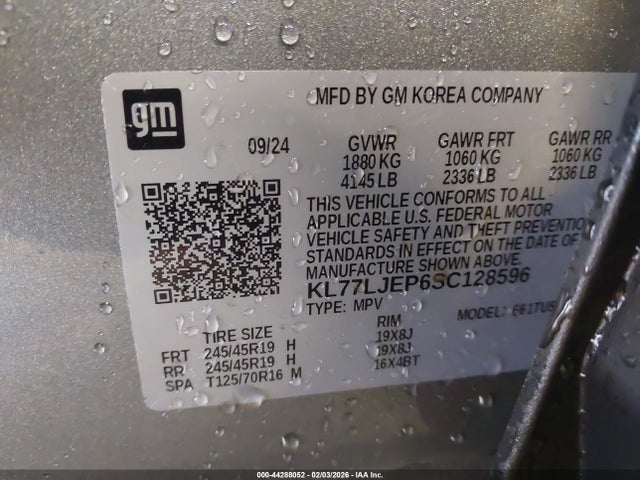 gm
MFD BY GM KOREA COMPANY
09/24 GVWR GAWR FRT GAWR RR
1880 KG 1060 KG 1060 KG
4145 LB 2336 LB 2336 LB
THIS VEHICLE CONFORMS TO ALL
APPLICABLE U.S. FEDERAL MOTOR
VEHICLE SAFETY AND THEFT PREVENTION
STANDARDS IN EFFECT ON THE DATE OF
MANUFACTURE SHOWN ABOVE.
KL77LJEP6SC128596
TYPE: MPV MODEL:
TIRE SIZE RIM
FRT 245/45R19 H 19X8J
RR 245/45R19 H 19X8J
SPA T125/70R16 M 16X4BT
000-44288052 - 02/03/2026 - IAA Inc.